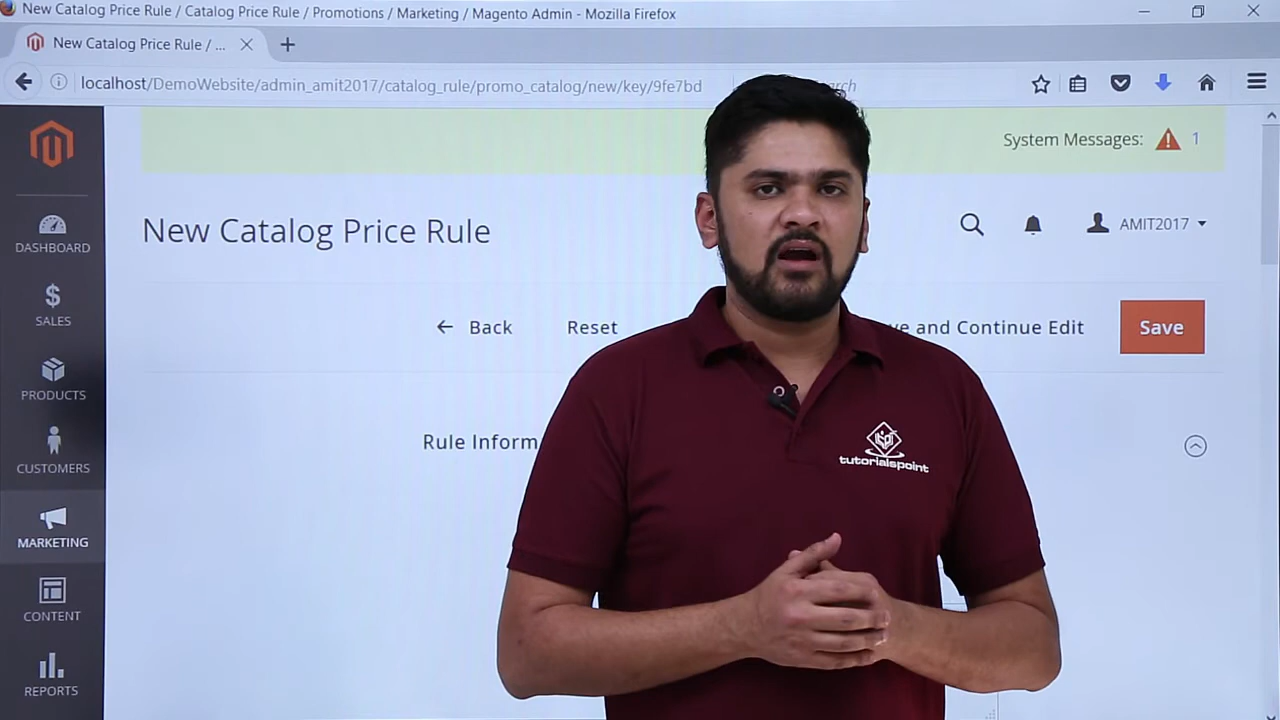 New Catalog Price Rule / Catalog Price Rule / Promotions / Marketing / Magento Admin - Mozilla Firefox
New Catalog Price Rule / ...
localhost/DemoWebsite/admin_amit2017/catalog_rule/promo_catalog/new/key/9fe7bd
System Messages: 1
New Catalog Price Rule
AMIT2017
DASHBOARD
Back Reset and Continue Edit Save
SALES
PRODUCTS
Rule
CUSTOMERS
tutorialspoint
MARKETING
CONTENT
REPORTS